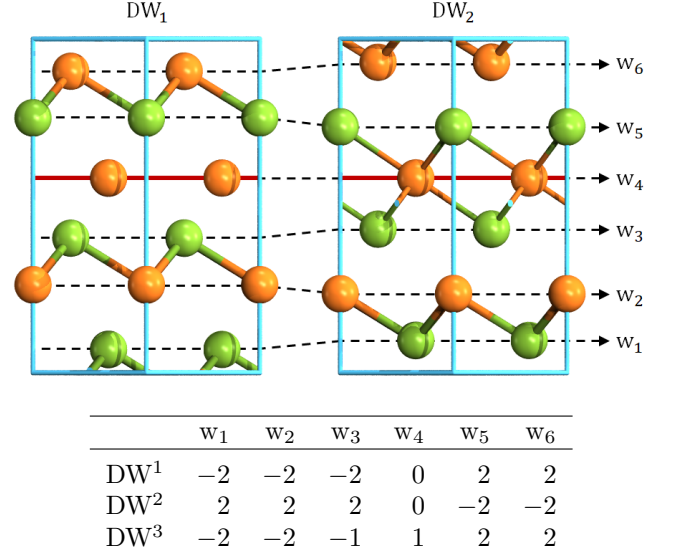 DW₁ DW₂
w₆
w₅
w₄
w₃
w₂
w₁
w₁ w₂ w₃ w₄ w₅ w₆
DW¹ −2 −2 −2 0 2 2
DW² 2 2 2 0 −2 −2
DW³ −2 −2 −1 1 2 2